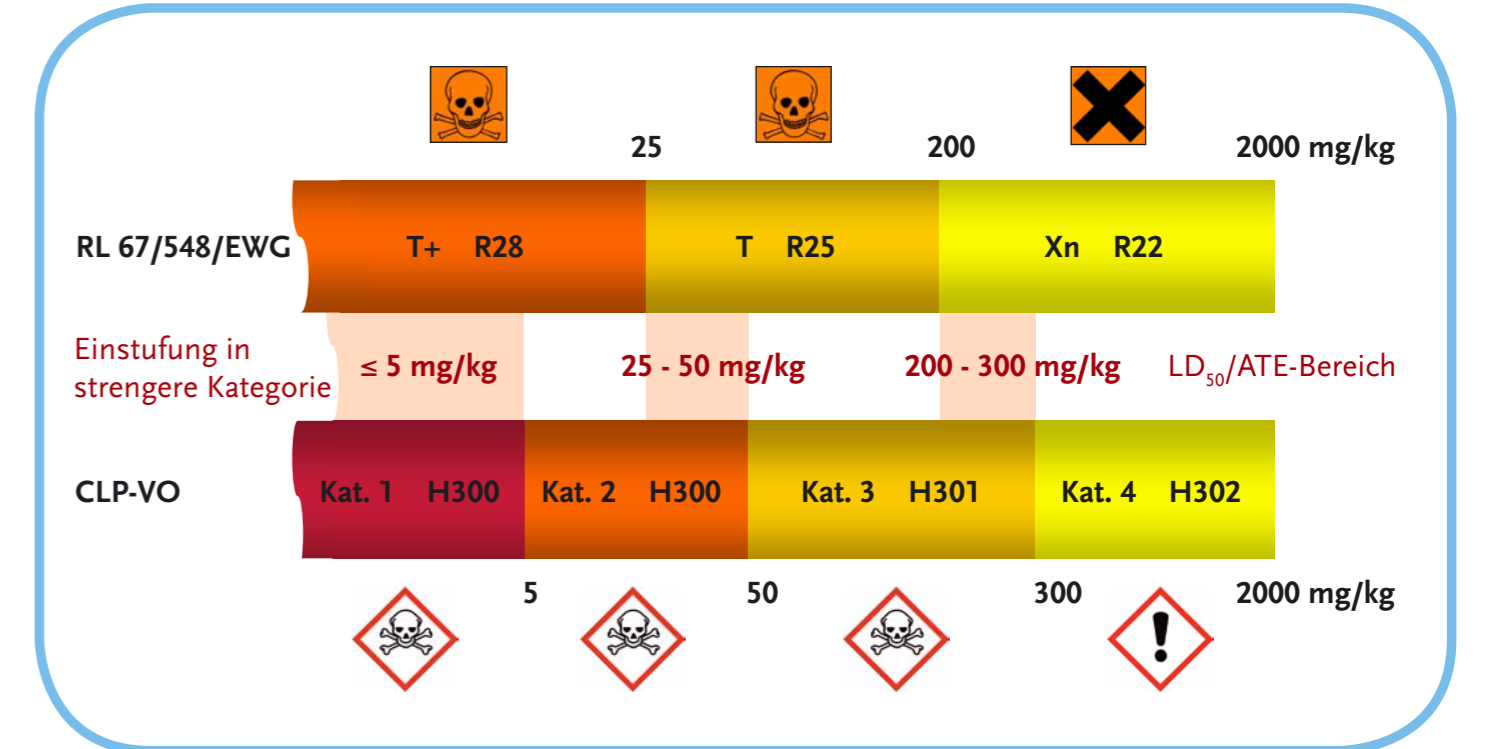 25 200 2000 mg/kg
RL 67/548/EWG T+ R28 T R25 Xn R22
Einstufung in
strengere Kategorie ≤ 5 mg/kg 25 - 50 mg/kg 200 - 300 mg/kg LD₅₀/ATE-Bereich
CLP-VO Kat. 1 H300 Kat. 2 H300 Kat. 3 H301 Kat. 4 H302
5 50 300 2000 mg/kg